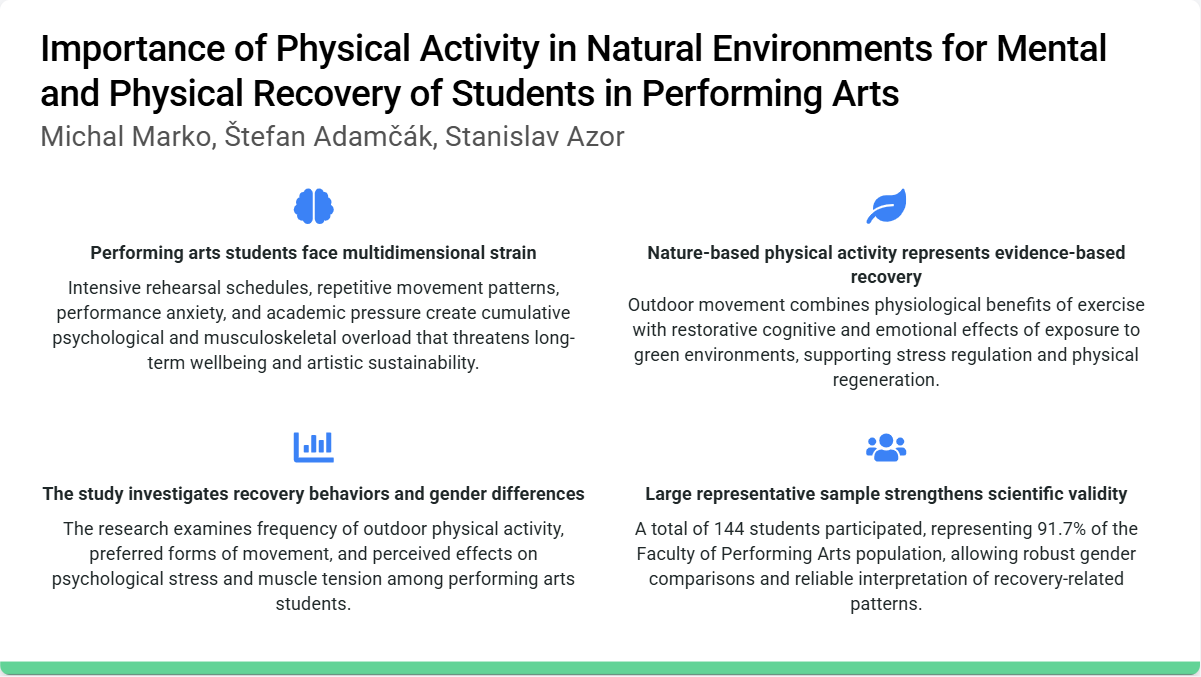 Importance of Physical Activity in Natural Environments for Mental
and Physical Recovery of Students in Performing Arts
Michal Marko, Štefan Adamčák, Stanislav Azor
Performing arts students face multidimensional strain
Intensive rehearsal schedules, repetitive movement patterns,
performance anxiety, and academic pressure create cumulative
psychological and musculoskeletal overload that threatens long-
term wellbeing and artistic sustainability.
Nature-based physical activity represents evidence-based
recovery
Outdoor movement combines physiological benefits of exercise
with restorative cognitive and emotional effects of exposure to
green environments, supporting stress regulation and physical
regeneration.
The study investigates recovery behaviors and gender differences
The research examines frequency of outdoor physical activity,
preferred forms of movement, and perceived effects on
psychological stress and muscle tension among performing arts
students.
Large representative sample strengthens scientific validity
A total of 144 students participated, representing 91.7% of the
Faculty of Performing Arts population, allowing robust gender
comparisons and reliable interpretation of recovery-related
patterns.